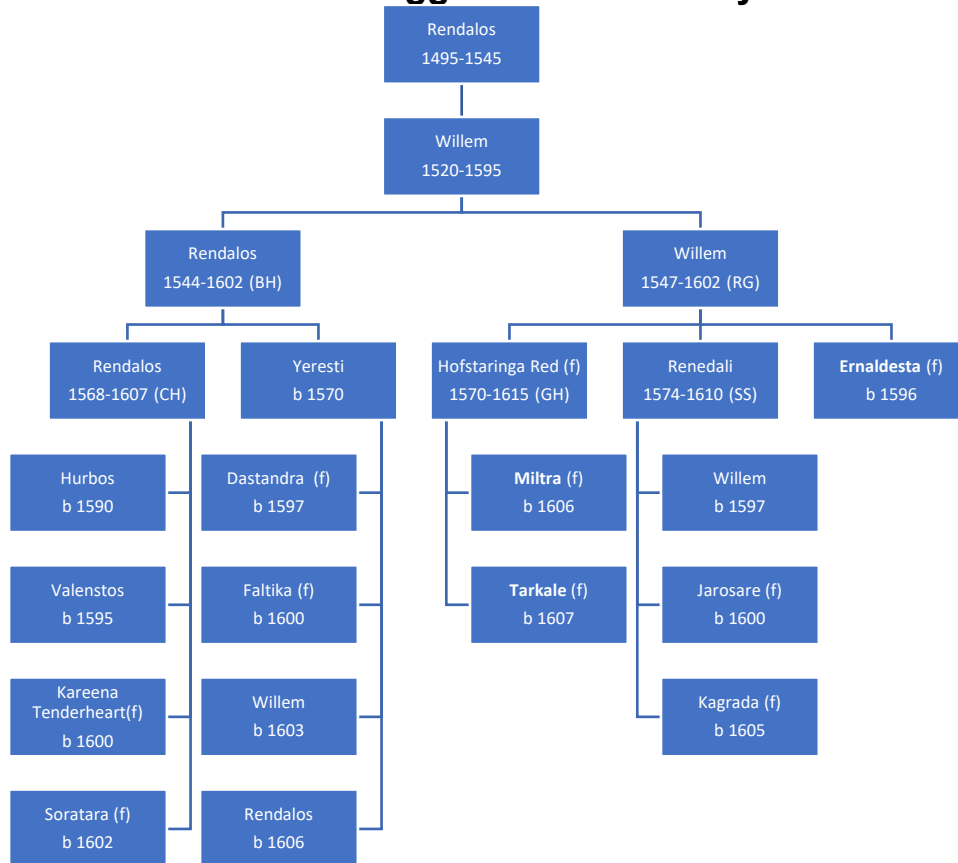 Rendalos
1495-1545
Willem
1520-1595
Rendalos
1544-1602 (BH)
Willem
1547-1602 (RG)
Rendalos
1568-1607 (CH)
Yeresti
b 1570
Hofstaringa Red (f)
1570-1615 (GH)
Renedali
1574-1610 (SS)
Ernaldesta (f)
b 1596
Hurbos
b 1590
Dastandra (f)
b 1597
Miltra (f)
b 1606
Willem
b 1597
Valenstos
b 1595
Faltika (f)
b 1600
Tarkale (f)
b 1607
Jarosare (f)
b 1600
Kareena
Tenderheart(f)
b 1600
Willem
b 1603
Kagrada (f)
b 1605
Soratara (f)
b 1602
Rendalos
b 1606